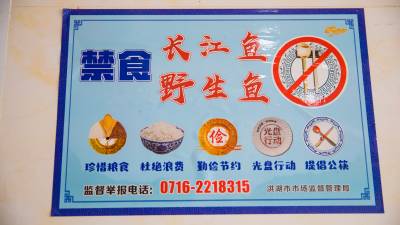 禁食
长江鱼
野生鱼
俭
光盘
行动
珍惜粮食 杜绝浪费 勤俭节约 光盘行动 提倡公筷
监督举报电话：0716-2218315 洪湖市市场监督管理局